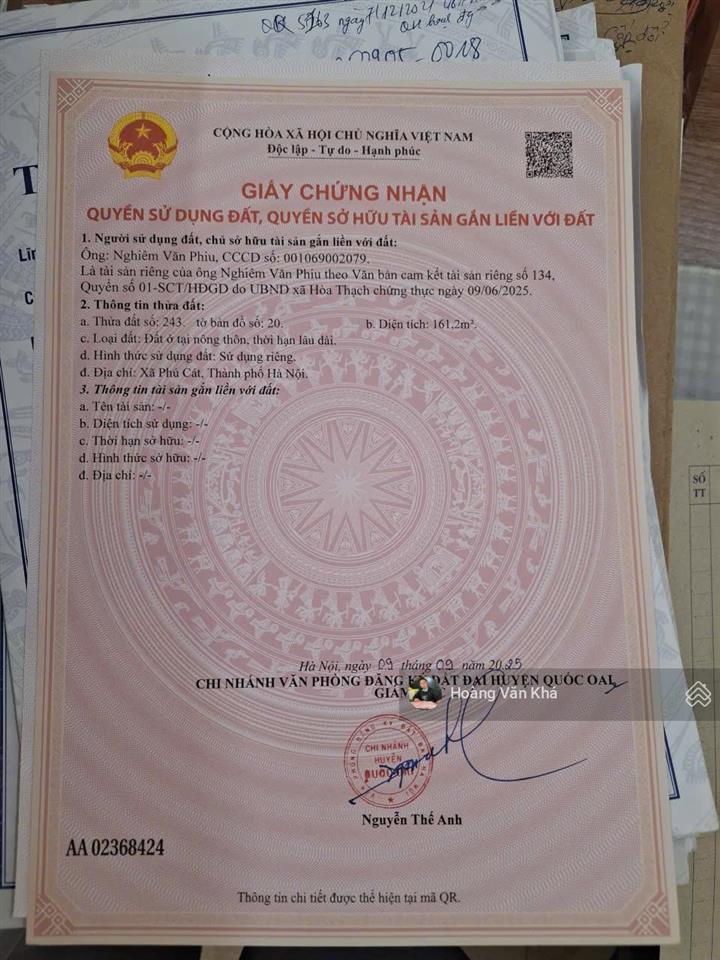 5763 ngày 7/12/2021
0905-0018
CỘNG HÒA XÃ HỘI CHỦ NGHĨA VIỆT NAM
Độc lập - Tự do - Hạnh phúc
GIẤY CHỨNG NHẬN
QUYỀN SỬ DỤNG ĐẤT, QUYỀN SỞ HỮU TÀI SẢN GẮN LIỀN VỚI ĐẤT
1. Người sử dụng đất, chủ sở hữu tài sản gắn liền với đất:
Ông: Nghiêm Văn Phiu, CCCD số: 001069002079.
Là tài sản riêng của ông Nghiêm Văn Phiu theo Văn bản cam kết tài sản riêng số 134,
Quyển số 01-SCT/HĐGD do UBND xã Hòa Thạch chứng thực ngày 09/06/2025.
2. Thông tin thửa đất:
a. Thửa đất số: 243. tờ bản đồ số: 20. b. Diện tích: 161,2m².
c. Loại đất: Đất ở tại nông thôn, thời hạn lâu dài.
d. Hình thức sử dụng đất: Sử dụng riêng.
đ. Địa chỉ: Xã Phú Cát, Thành phố Hà Nội.
3. Thông tin tài sản gắn liền với đất:
a. Tên tài sản: -/-
b. Diện tích sử dụng: -/-
c. Thời hạn sở hữu: -/-
d. Hình thức sở hữu: -/-
đ. Địa chỉ: -/-
Hà Nội, ngày 09 tháng 09 năm 2025
CHI NHÁNH VĂN PHÒNG ĐĂNG KÝ ĐẤT ĐAI HUYỆN QUỐC OAI
GIÁM
Hoàng Văn Khá
CHI NHÁNH
HUYỆN
Nguyễn Thế Anh
AA 02368424
Thông tin chi tiết được thể hiện tại mã QR.
SỐ
TT